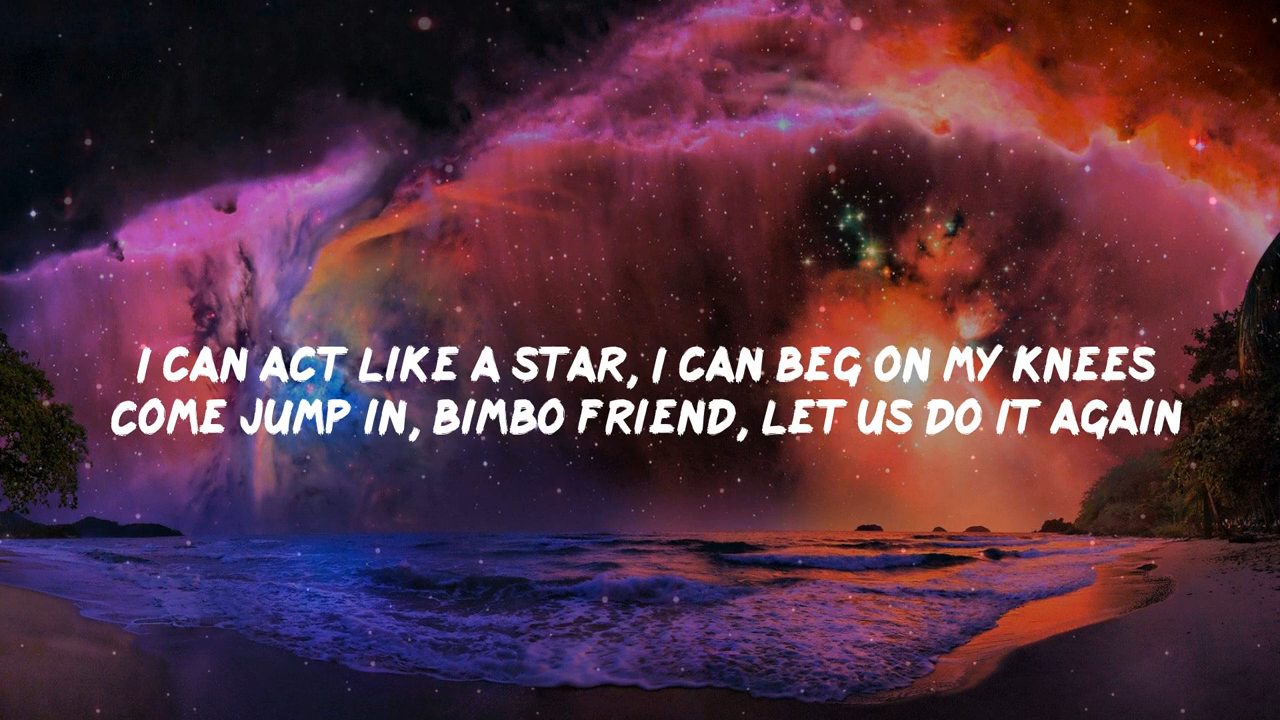 I CAN ACT LIKE A STAR, I CAN BEG ON MY KNEES
COME JUMP IN, BIMBO FRIEND, LET US DO IT AGAIN